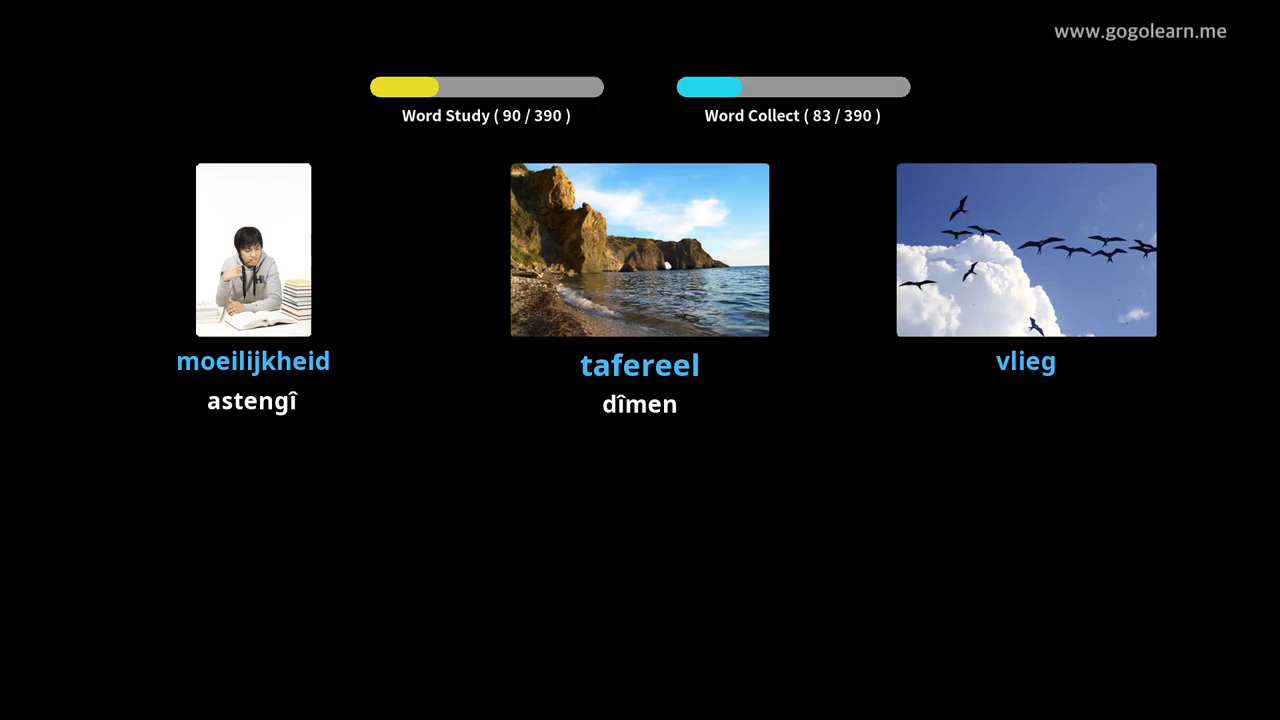 www.gogolearn.me
Word Study ( 90 / 390 )
Word Collect ( 83 / 390 )
moeilijkheid
astengî
tafereel
dîmen
vlieg